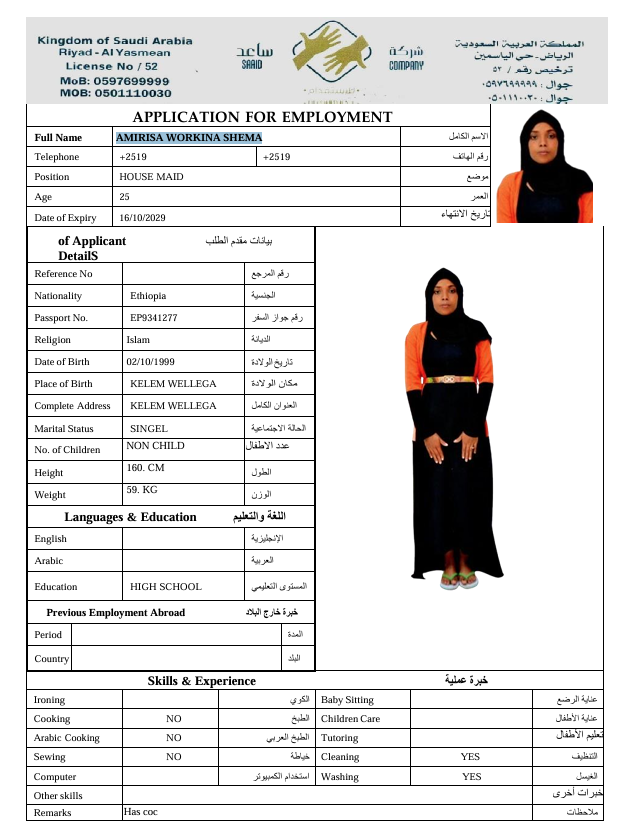 Kingdom of Saudi Arabia
Riyad - Al Yasmean
License No / 52
MoB: 0597699999
MOB: 0501110030
SAAID ساعد
شركة COMPANY
المملكة العربية السعودية
الرياض - حي الياسمين
ترخيص رقم / ٥٢
جوال : ٠٥٩٧٦٩٩٩٩٩
جوال : ٠٥٠١١١٠٠٣٠
APPLICATION FOR EMPLOYMENT
Full Name AMIRISA WORKINA SHEMA الاسم الكامل
Telephone +2519 +2519 رقم الهاتف
Position HOUSE MAID موضع
Age 25 العمر
Date of Expiry 16/10/2029 تاريخ الانتهاء
of Applicant بيانات مقدم الطلب
DetailS
Reference No رقم المرجع
Nationality Ethiopia الجنسية
Passport No. EP9341277 رقم جواز السفر
Religion Islam الديانة
Date of Birth 02/10/1999 تاريخ الولادة
Place of Birth KELEM WELLEGA مكان الولادة
Complete Address KELEM WELLEGA العنوان الكامل
Marital Status SINGEL الحالة الاجتماعية
No. of Children NON CHILD عدد الاطفال
Height 160. CM الطول
Weight 59. KG الوزن
Languages & Education اللغة والتعليم
English الإنجليزية
Arabic العربية
Education HIGH SCHOOL المستوى التعليمي
Previous Employment Abroad خبرة خارج البلاد
Period المدة
Country البلد
Skills & Experience خبرة عملية
Ironing الكوي Baby Sitting عناية الرضع
Cooking NO الطبخ Children Care عناية الأطفال
Arabic Cooking NO الطبخ العربي Tutoring تعليم الأطفال
Sewing NO خياطة Cleaning YES التنظيف
Computer استخدام الكمبيوتر Washing YES الغسيل
Other skills خبرات أخرى
Remarks Has coc ملاحظات